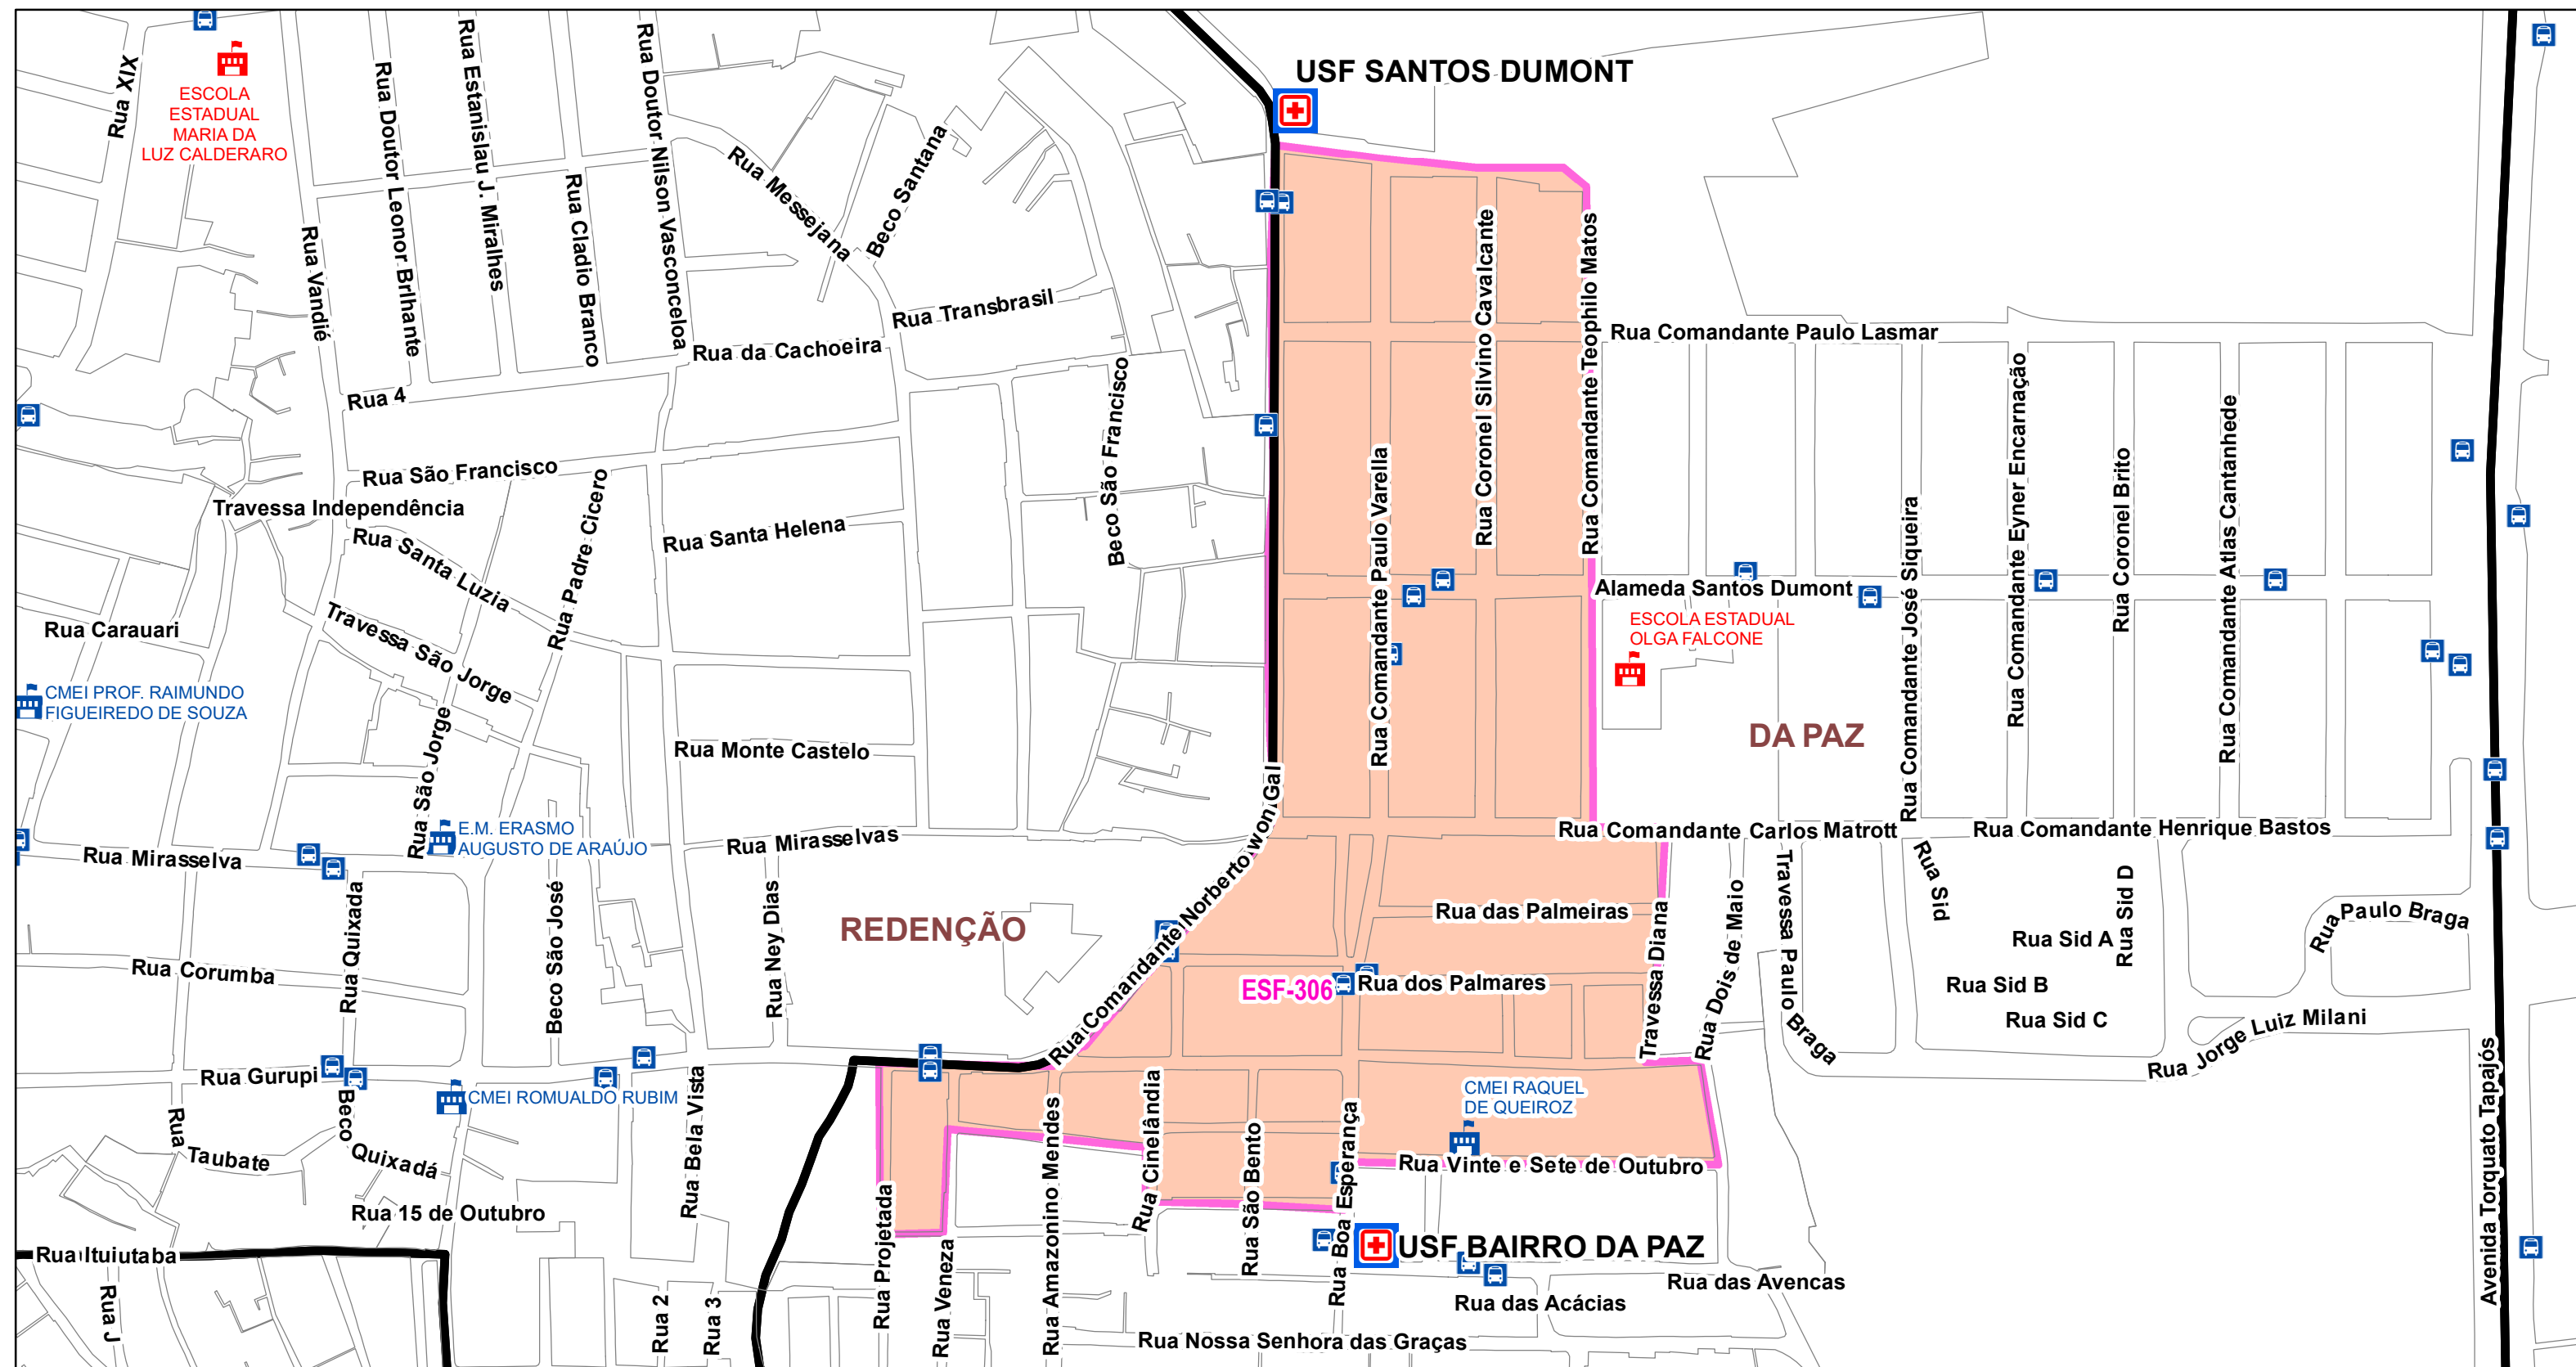 USF SANTOS DUMONT
Rua XIX
ESCOLA
ESTADUAL
MARIA DA
LUZ CALDERARO
Rua Vandié
Rua Doutor Leonor Brlhante
Rua Estanislau J. Miralhes
Rua Cladio Branco
Rua Doutor Nilson Vasconceloa
Rua Messejana
Beco Santana
Rua Transbrasil
Rua da Cachoeira
Rua 4
Rua São Francisco
Travessa Independência
Rua Santa Luzia
Rua Padre Cicero
Rua Santa Helena
Beco São Francisco
Travessa São Jorge
Rua Carauari
CMEI PROF. RAIMUNDO
FIGUEIREDO DE SOUZA
Rua São Jorge
Rua Monte Castelo
E.M. ERASMO
AUGUSTO DE ARAÚJO
Rua Mirasselva
Rua Mirasselvas
Rua Quixada
Beco São José
Rua Ney Dias
REDENÇÃO
Rua Corumba
Rua Gurupi
CMEI ROMUALDO RUBIM
Rua
Taubate
Beco
Quixadá
Rua 15 de Outubro
Rua Bela Vista
Rua Ituiutaba
Rua J
Rua 2
Rua 3
Rua Projetada
Rua Veneza
Rua Amazonino Mendes
Rua Cinelândia
Rua São Bento
Rua Boa Esperança
Rua Comandante Norberto won Gal
Rua Comandante Paulo Varella
Rua Coronel Silvino Cavalcante
Rua Comandante Teophilo Matos
Rua Comandante Paulo Lasmar
Alameda Santos Dumont
ESCOLA ESTADUAL
OLGA FALCONE
DA PAZ
Rua Comandante José Siqueira
Rua Comandante Eyner Encarnação
Rua Coronel Brito
Rua Comandante Atlas Cantanhede
Rua Comandante Carlos Matrott
Rua Comandante Henrique Bastos
Rua das Palmeiras
ESF-306
Rua dos Palmares
Travessa Diana
Rua Dois de Maio
Travessa Paulo Braga
Rua Sid
Rua Sid A
Rua Sid B
Rua Sid C
Rua Sid D
Rua Paulo Braga
Rua Jorge Luiz Milani
CMEI RAQUEL
DE QUEIROZ
Rua Vinte e Sete de Outubro
USF BAIRRO DA PAZ
Rua das Avencas
Rua das Acácias
Rua Nossa Senhora das Graças
Avenida Torquato Tapajós